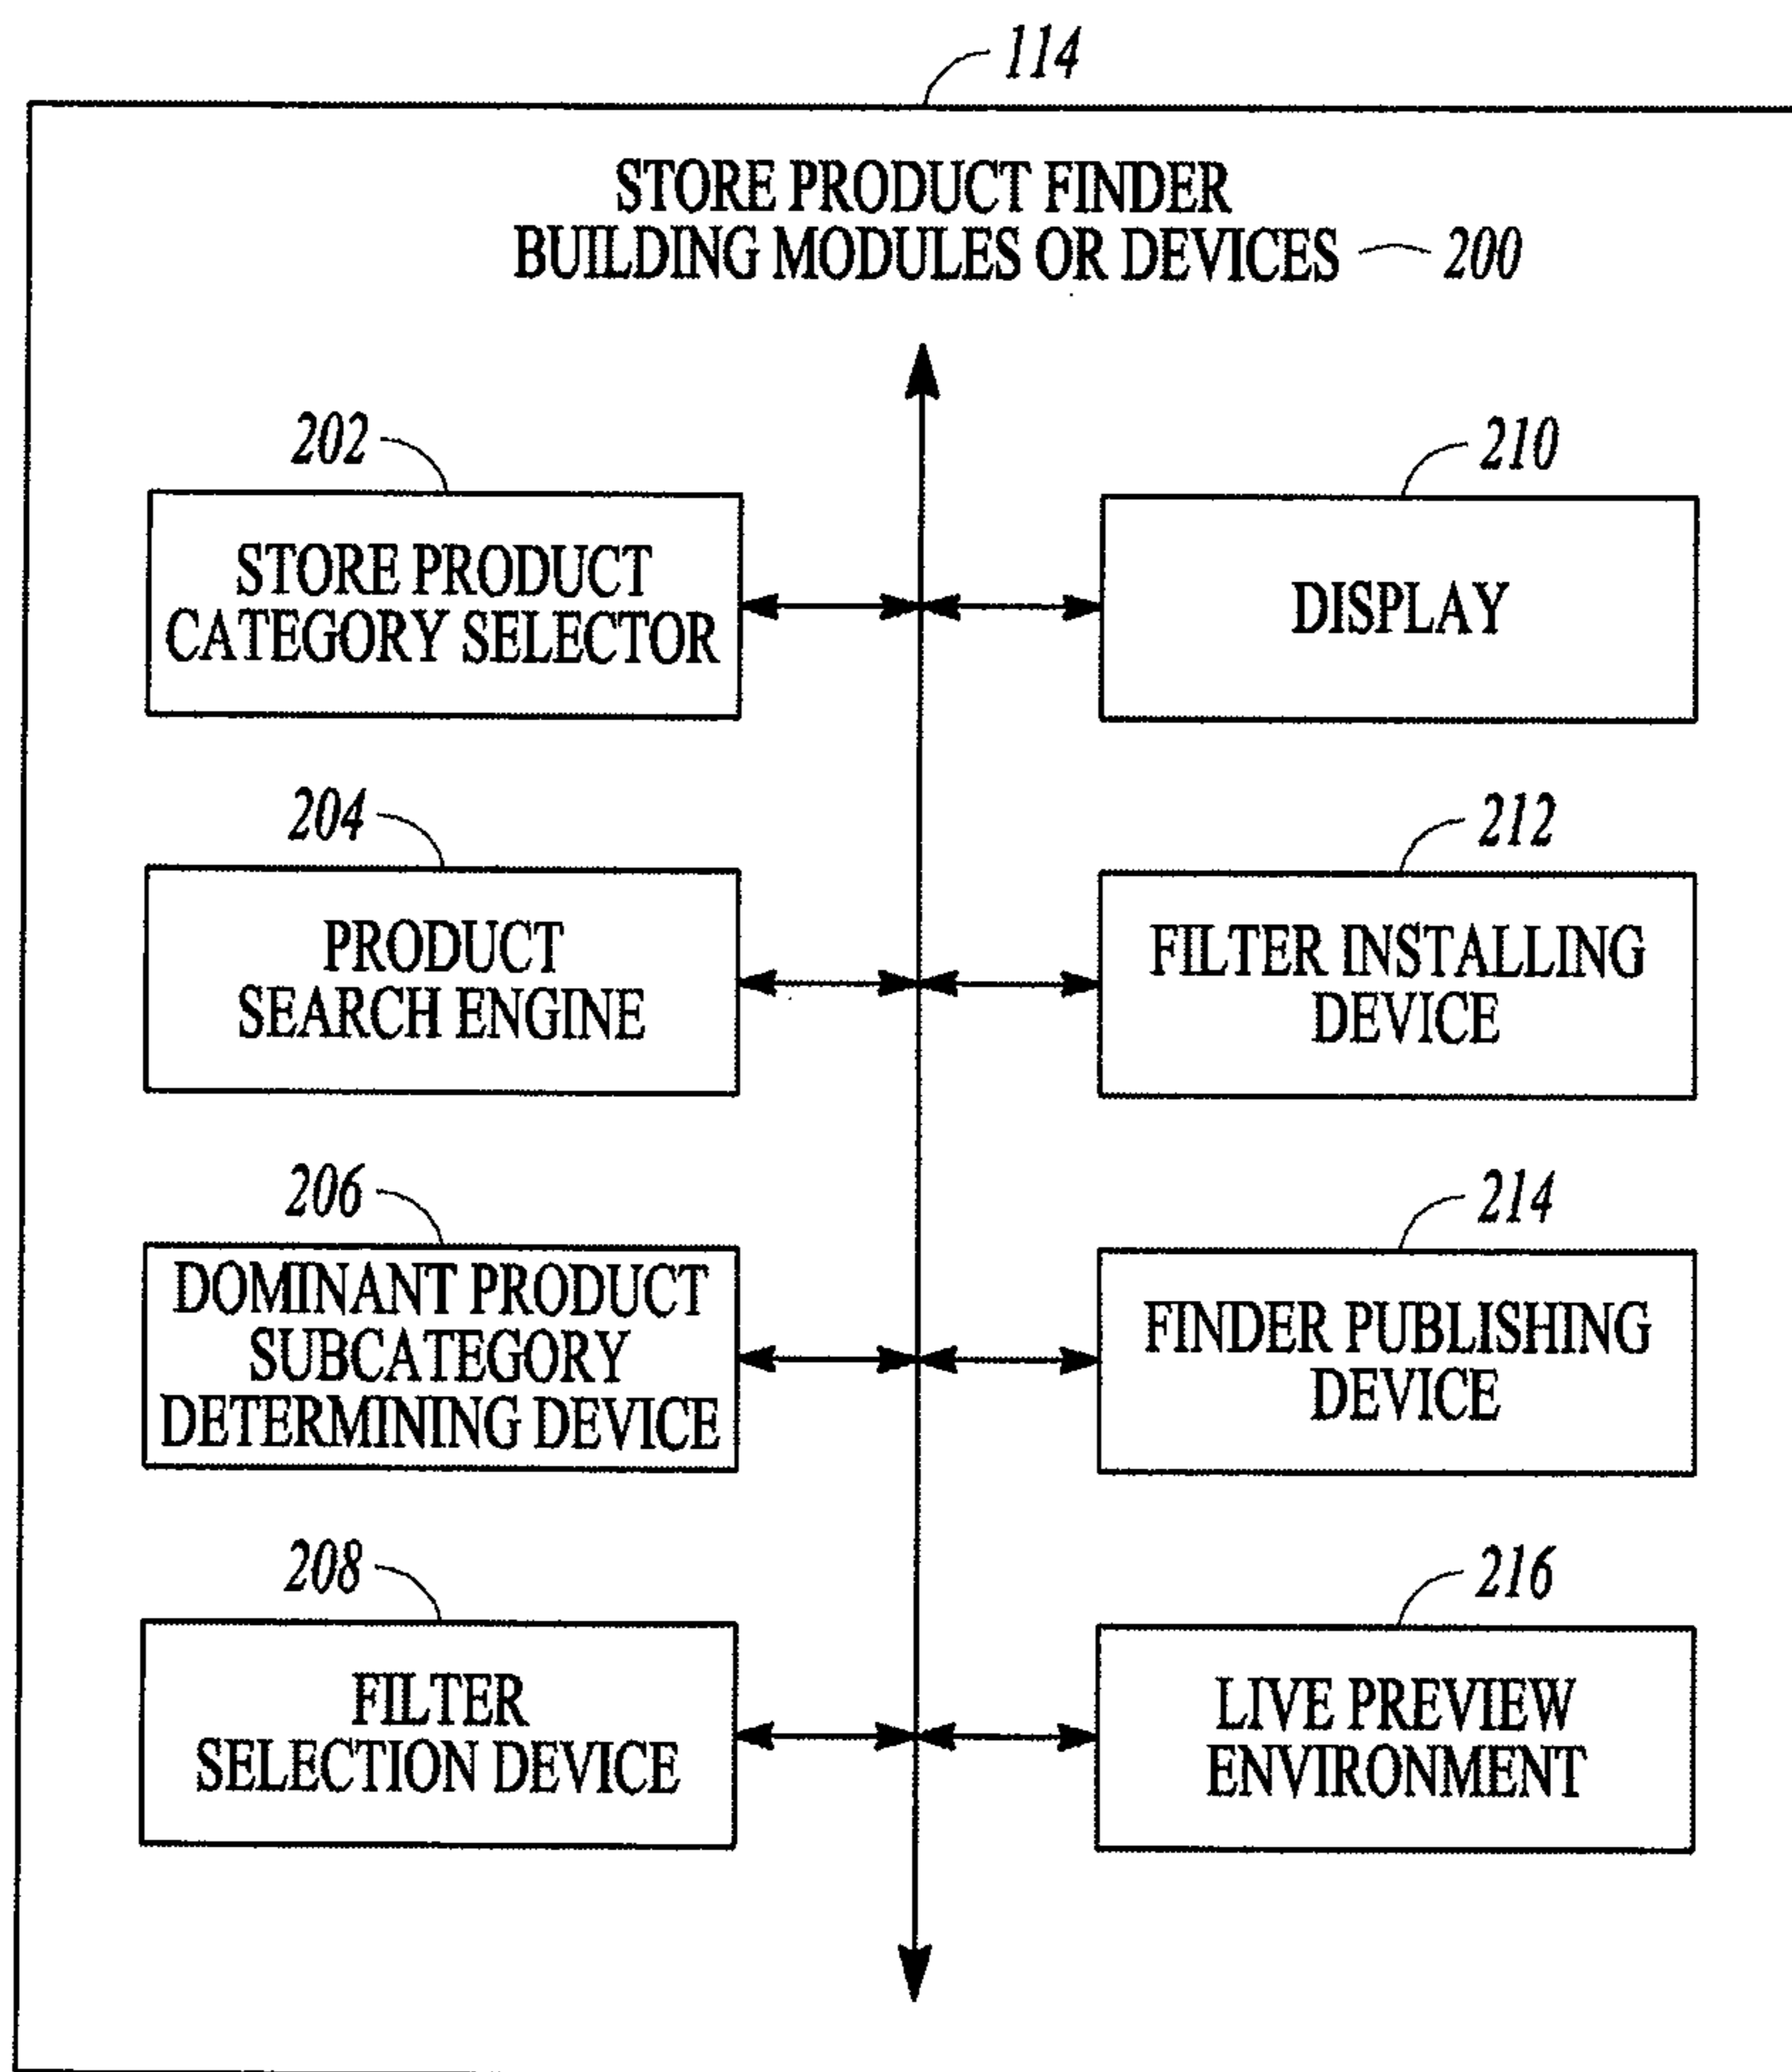 114
STORE PRODUCT FINDER
BUILDING MODULES OR DEVICES 200
202
STORE PRODUCT
CATEGORY SELECTOR
210
DISPLAY
204
PRODUCT
SEARCH ENGINE
212
FILTER INSTALLING
DEVICE
206
DOMINANT PRODUCT
SUBCATEGORY
DETERMINING DEVICE
214
FINDER PUBLISHING
DEVICE
208
FILTER
SELECTION DEVICE
216
LIVE PREVIEW
ENVIRONMENT